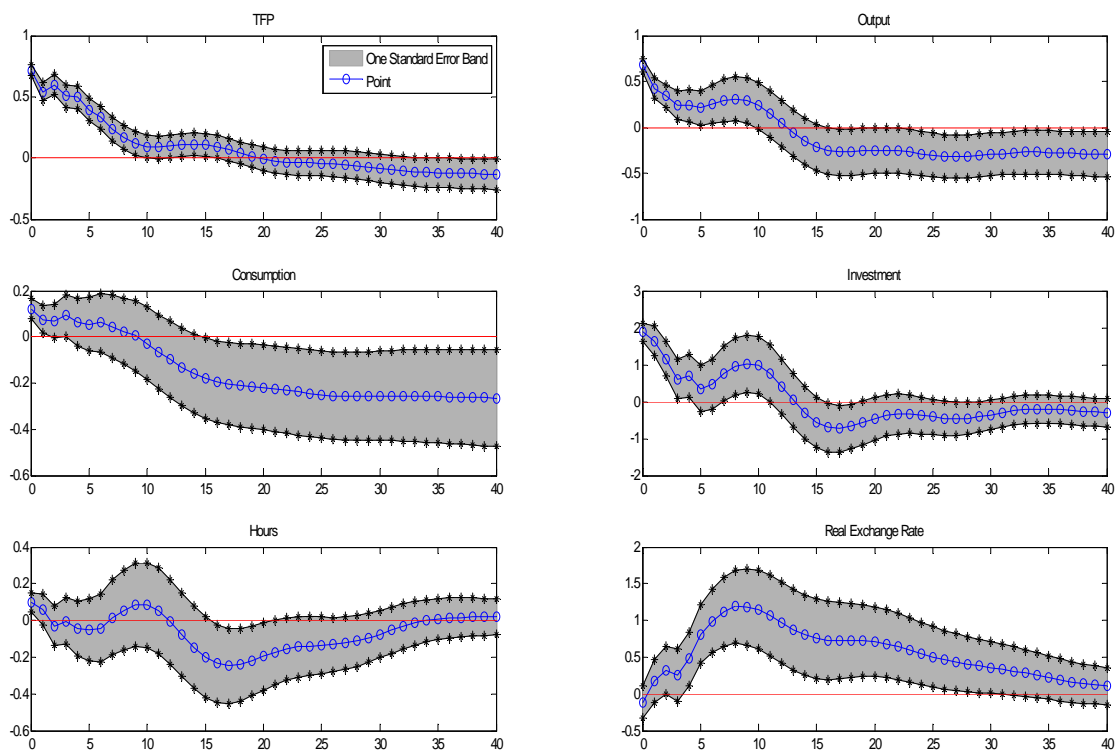 TFP
1
0.5
0
-0.5
0 5 10 15 20 25 30 35 40
One Standard Error Band
Point
Output
1
0.5
0
-0.5
-1
0 5 10 15 20 25 30 35 40
Consumption
0.2
0
-0.2
-0.4
-0.6
0 5 10 15 20 25 30 35 40
Investment
3
2
1
0
-1
-2
0 5 10 15 20 25 30 35 40
Hours
0.4
0.2
0
-0.2
-0.4
-0.6
0 5 10 15 20 25 30 35 40
Real Exchange Rate
2
1.5
1
0.5
0
-0.5
0 5 10 15 20 25 30 35 40